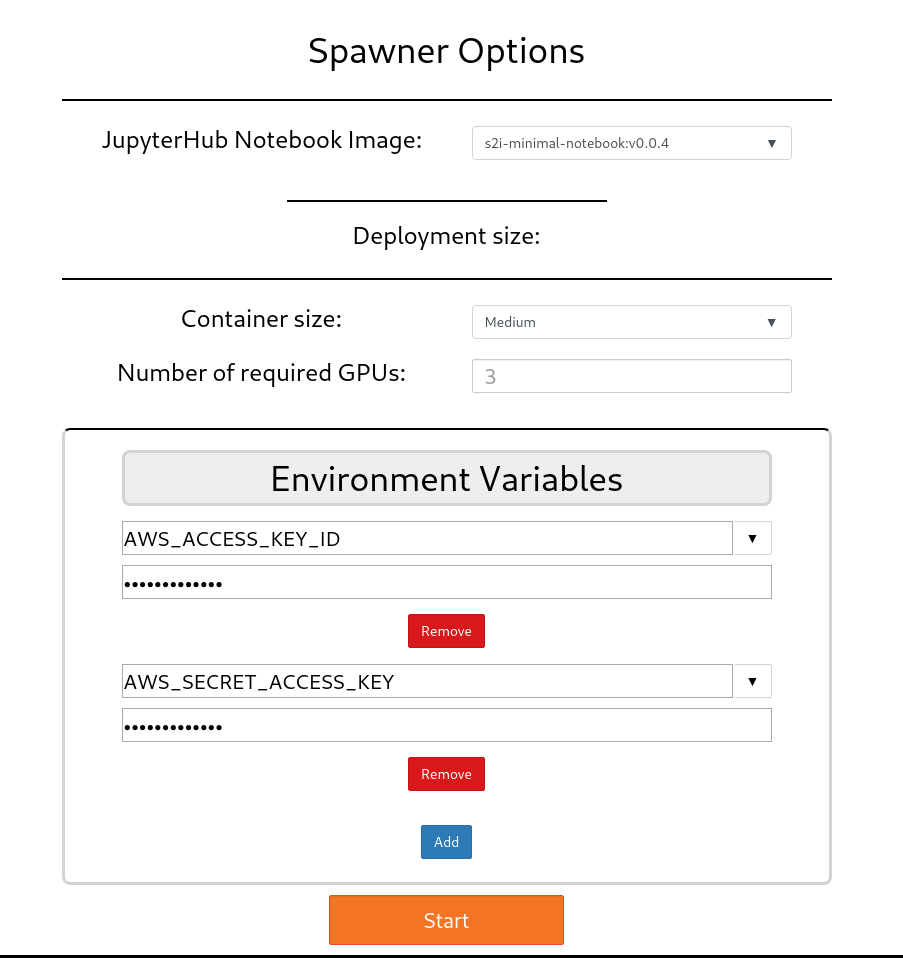 Spawner Options
JupyterHub Notebook Image:
s2i-minimal-notebook:v0.0.4
Deployment size:
Container size:
Medium
Number of required GPUs:
3
Environment Variables
AWS_ACCESS_KEY_ID
•••••••••••••
Remove
AWS_SECRET_ACCESS_KEY
•••••••••••••
Remove
Add
Start